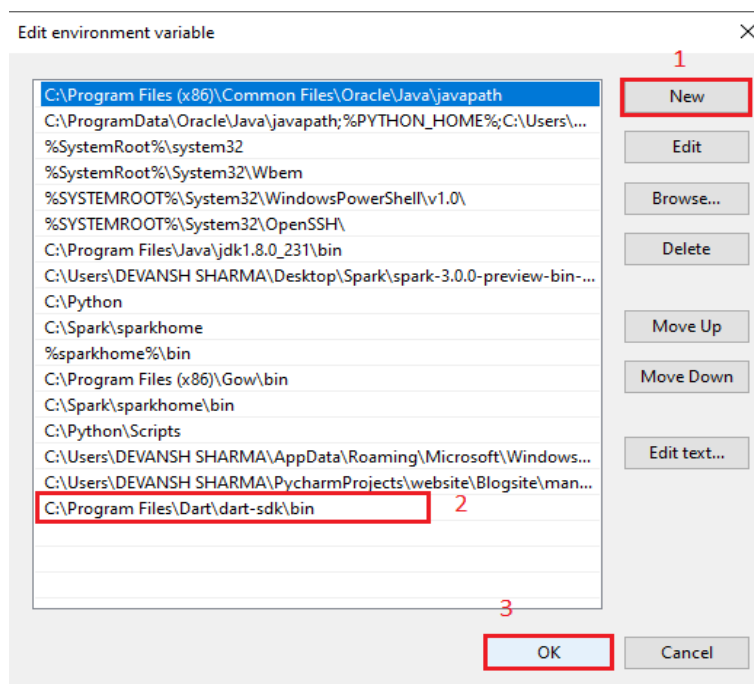 Edit environment variable
1
C:\Program Files (x86)\Common Files\Oracle\Java\javapath
New
C:\ProgramData\Oracle\Java\javapath;%PYTHON_HOME%;C:\Users\...
%SystemRoot%\system32
Edit
%SystemRoot%\System32\Wbem
%SYSTEMROOT%\System32\WindowsPowerShell\v1.0\
Browse...
%SYSTEMROOT%\System32\OpenSSH\
C:\Program Files\Java\jdk1.8.0_231\bin
Delete
C:\Users\DEVANSH SHARMA\Desktop\Spark\spark-3.0.0-preview-bin-...
C:\Python
C:\Spark\sparkhome
Move Up
%sparkhome%\bin
C:\Program Files (x86)\Gow\bin
Move Down
C:\Spark\sparkhome\bin
C:\Python\Scripts
C:\Users\DEVANSH SHARMA\AppData\Roaming\Microsoft\Windows...
Edit text...
C:\Users\DEVANSH SHARMA\PycharmProjects\website\Blogsite\man...
C:\Program Files\Dart\dart-sdk\bin
2
3
OK
Cancel